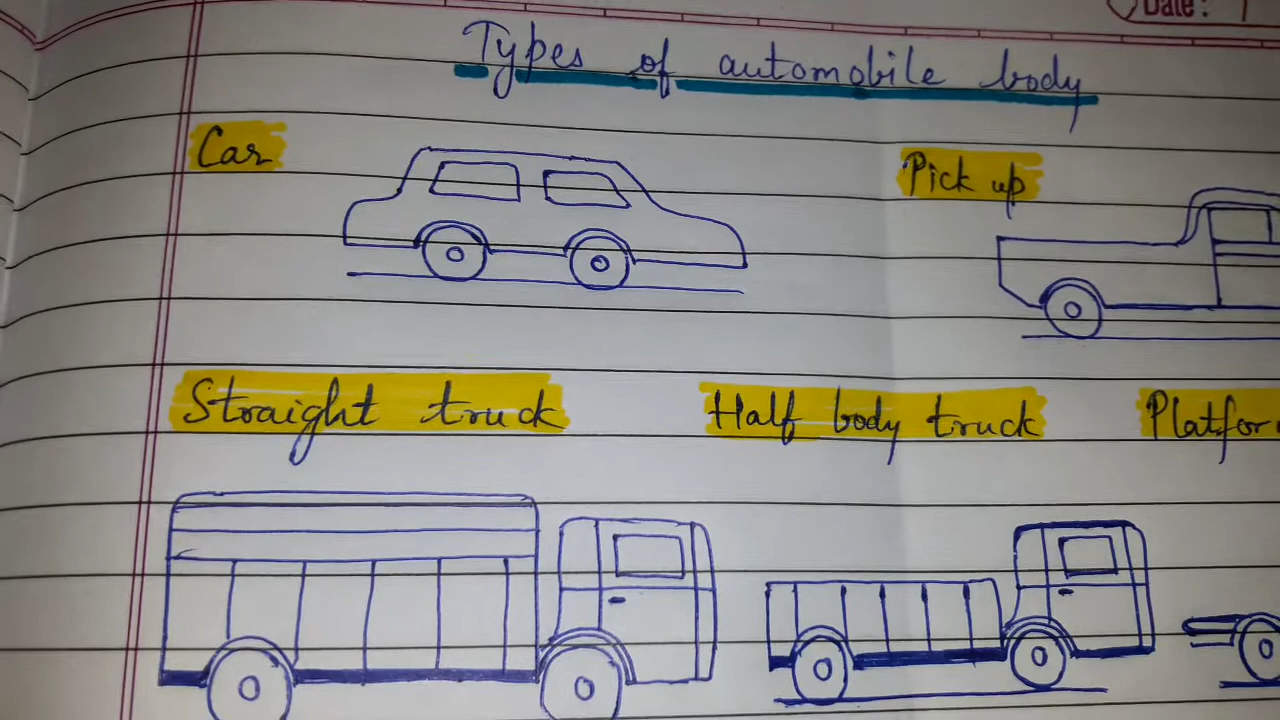 Date:
Types of automobile body
Car
Pick up
Straight truck
Half body truck